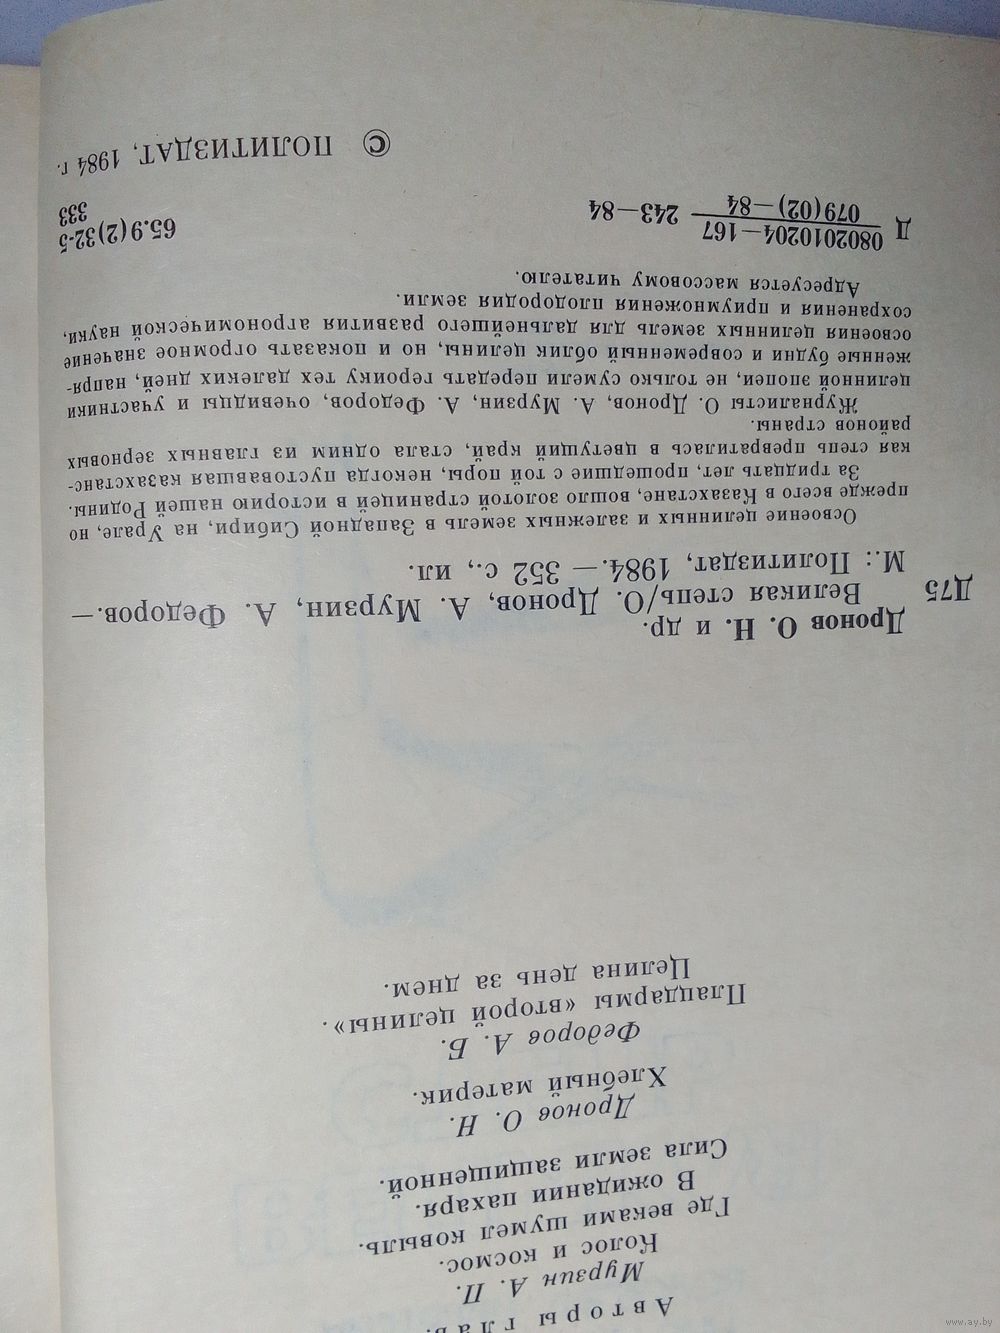 Авторы глав.
Мурзин А. П.
Колос и космос.
Где веками шумел ковыль.
В ожидании пахаря.
Сила земли защищенной.
Дронов О. Н.
Хлебный материк.
Федоров А. Б.
Плацдармы «второй целины».
Целина день за днем.
Дронов О. Н. и др.
Д75 Великая степь/О. Дронов, А. Мурзин, А. Федоров.—
М.: Политиздат, 1984.— 352 с., ил.
Освоение целинных и залежных земель в Западной Сибири, на Урале, но
прежде всего в Казахстане, вошло золотой страницей в историю нашей Родины.
За тридцать лет, прошедшие с той поры, некогда пустовавшая казахстанс-
кая степь превратилась в цветущий край, стала одним из главных зерновых
районов страны.
Журналисты О. Дронов, А. Мурзин, А. Федоров, очевидцы и участники
целинной эпопеи, не только сумели передать героику тех далеких дней, напря-
женные будни и современный облик целины, но и показать огромное значение
освоения целинных земель для дальнейшего развития агрономической науки,
сохранения и приумножения плодородия земли.
Адресуется массовому читателю.
Д 0802010204—167
079(02)—84 243—84
65.9(2)32-5
333
© ПОЛИТИЗДАТ, 1984 г.
www.ay.by